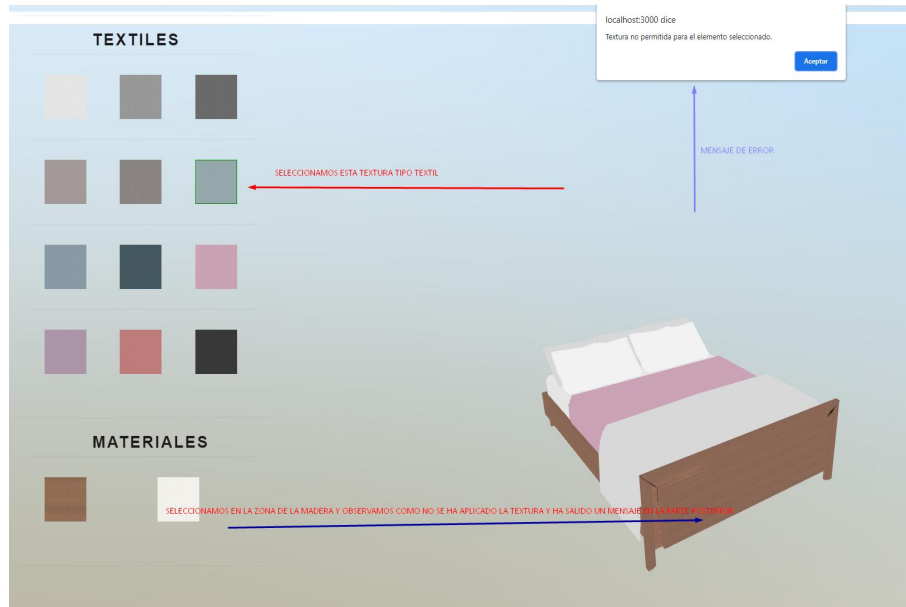 localhost:3000 dice
Textura no permitida para el elemento seleccionado.
Aceptar
TEXTILES
MENSAJE DE ERROR
SELECCIONAMOS ESTA TEXTURA TIPO TEXTIL
MATERIALES
SELECCIONAMOS EN LA ZONA DE LA MADERA Y OBSERVAMOS COMO NO SE HA APLICADO LA TEXTURA Y HA SALIDO UN MENSAJE EN LA PARTE POSTERIOR